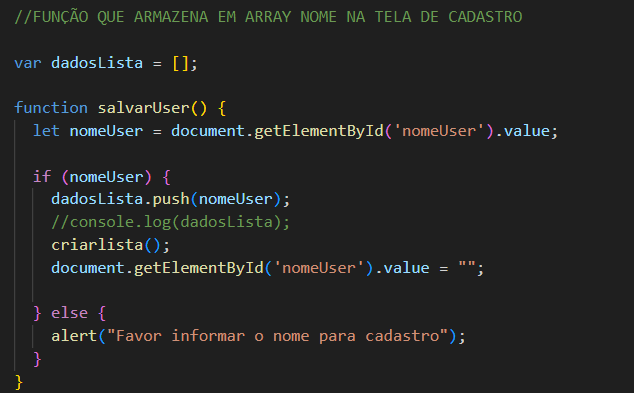 //FUNÇÃO QUE ARMAZENA EM ARRAY NOME NA TELA DE CADASTRO
var dadosLista = [];
function salvarUser() {
let nomeUser = document.getElementById('nomeUser').value;
if (nomeUser) {
dadosLista.push(nomeUser);
//console.log(dadosLista);
criarlista();
document.getElementById('nomeUser').value = "";
} else {
alert("Favor informar o nome para cadastro");
}
}